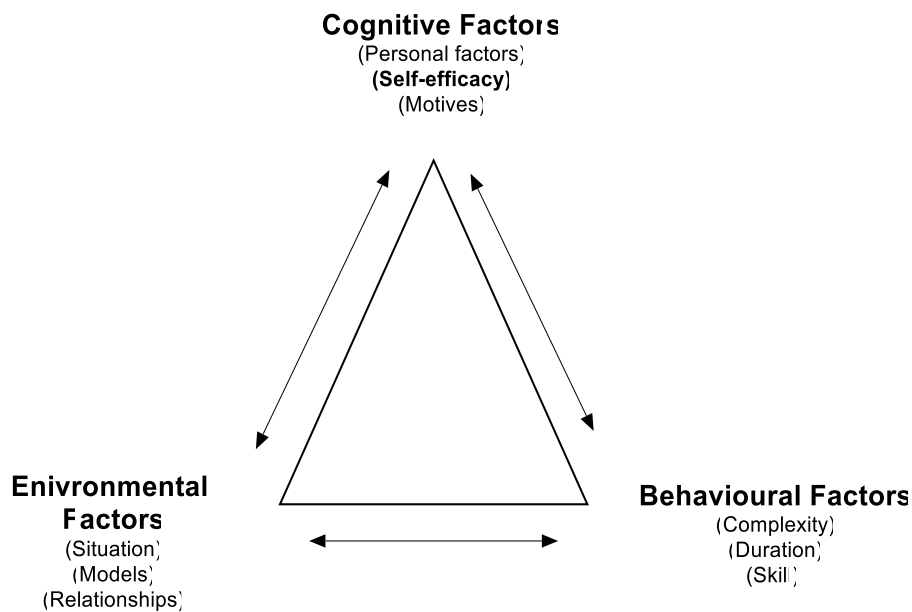 Cognitive Factors
(Personal factors)
(Self-efficacy)
(Motives)
Enivronmental
Factors
(Situation)
(Models)
(Relationships)
Behavioural Factors
(Complexity)
(Duration)
(Skill)